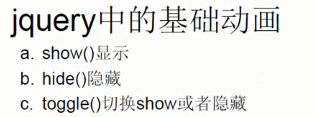 jquery中的基础动画
a. show()显示
b. hide()隐藏
c. toggle()切换show或者隐藏